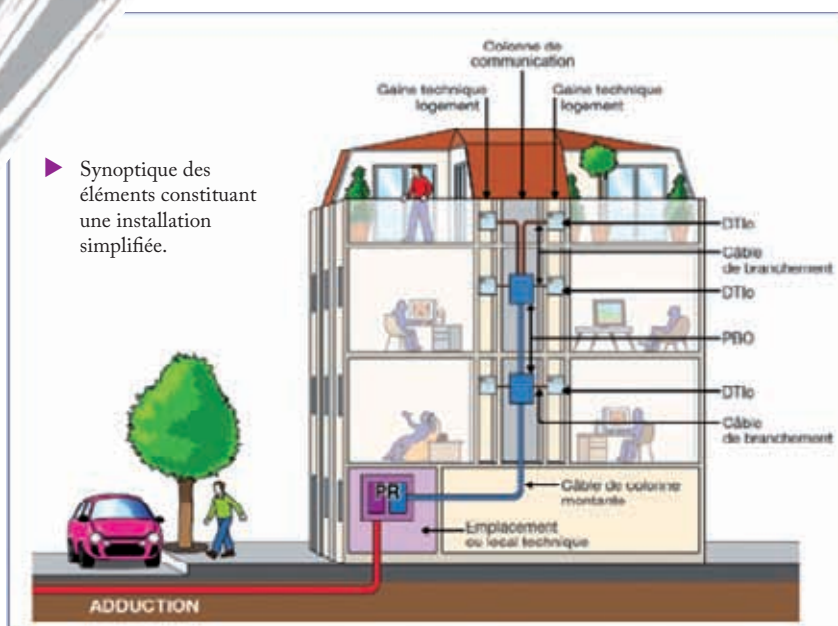 Colonne de
communication
Gaine technique
logement
Gaine technique
logement
Synoptique des
éléments constituant
une installation
simplifiée.
DTIo
Câble
de branchement
DTIo
PBO
DTIo
Câble
de branchement
PR
Câble de colonne
montante
Emplacement
ou local technique
ADDUCTION